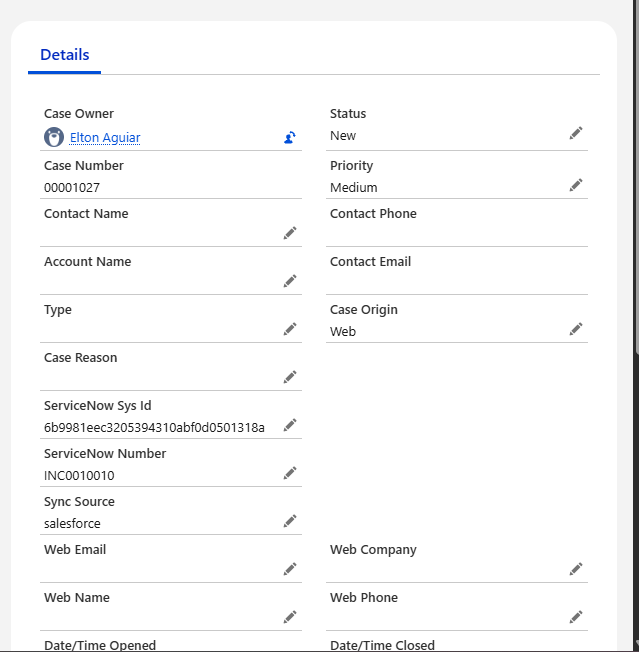 Details
Case Owner
Elton Aguiar
Status
New
Case Number
00001027
Priority
Medium
Contact Name
Contact Phone
Account Name
Contact Email
Type
Case Origin
Web
Case Reason
ServiceNow Sys Id
6b9981eec3205394310abf0d0501318a
ServiceNow Number
INC0010010
Sync Source
salesforce
Web Email
Web Company
Web Name
Web Phone
Date/Time Opened
Date/Time Closed